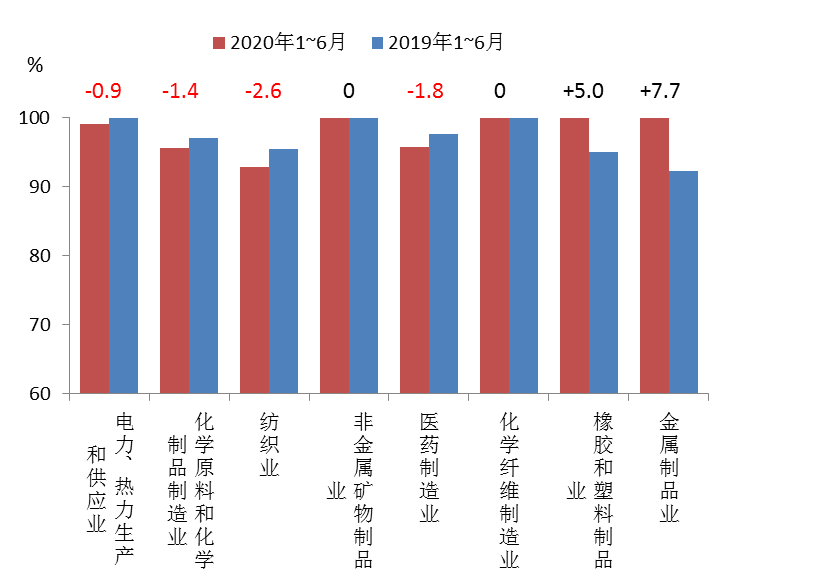 2020年1~6月 2019年1~6月
%
-0.9 -1.4 -2.6 0 -1.8 0 +5.0 +7.7
100
90
80
70
60
电力、热力生产
和供应业
化学原料和化学
制品制造业
纺织业
非金属矿物制品
业
医药制造业
化学纤维制造业
橡胶和塑料制品
业
金属制品业